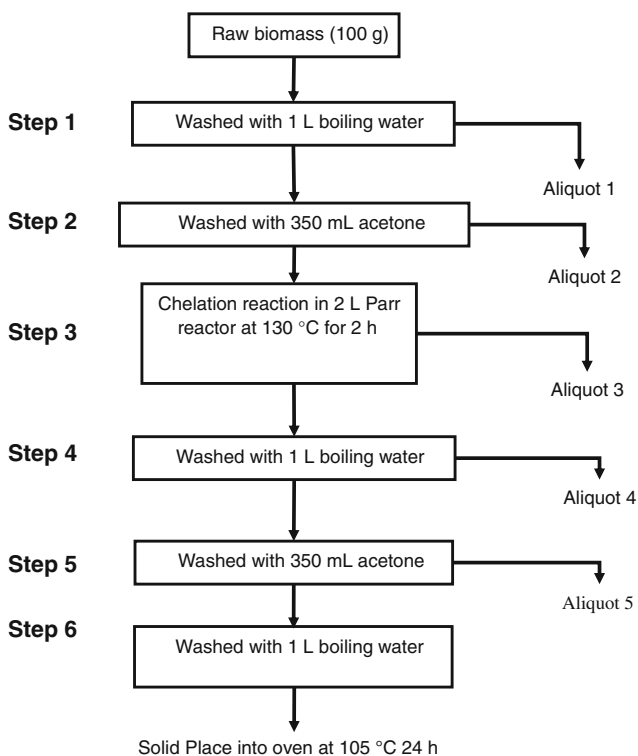 Raw biomass (100 g)
Step 1
Washed with 1 L boiling water
Aliquot 1
Step 2
Washed with 350 mL acetone
Aliquot 2
Step 3
Chelation reaction in 2 L Parr
reactor at 130 °C for 2 h
Aliquot 3
Step 4
Washed with 1 L boiling water
Aliquot 4
Step 5
Washed with 350 mL acetone
Aliquot 5
Step 6
Washed with 1 L boiling water
Solid Place into oven at 105 °C 24 h